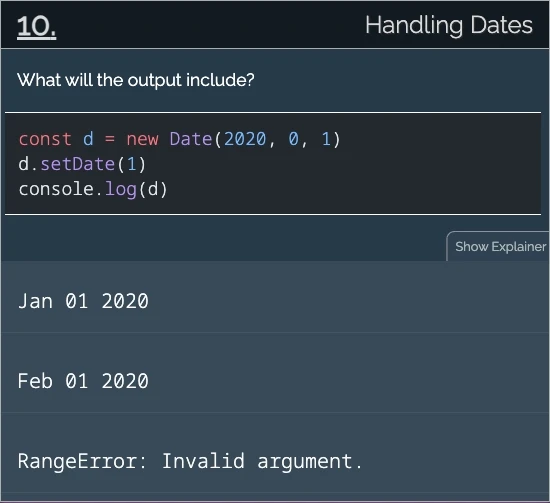 10.
Handling Dates
What will the output include?
const d = new Date(2020, 0, 1)
d.setDate(1)
console.log(d)
Show Explainer
Jan 01 2020
Feb 01 2020
RangeError: Invalid argument.